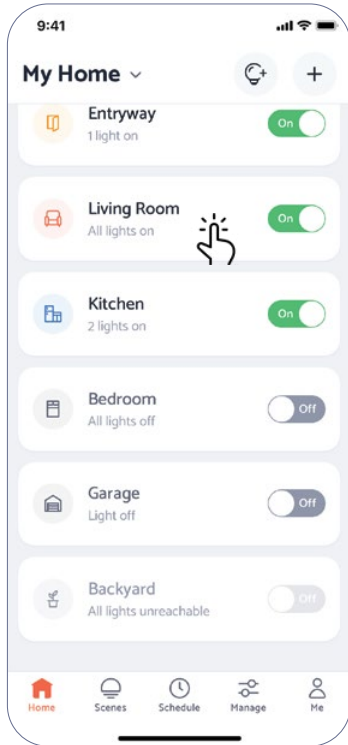 9:41
My Home
Entryway
1 light on
On
Living Room
All lights on
On
Kitchen
2 lights on
On
Bedroom
All lights off
Off
Garage
Light off
Off
Backyard
All lights unreachable
Off
Home Scenes Schedule Manage Me